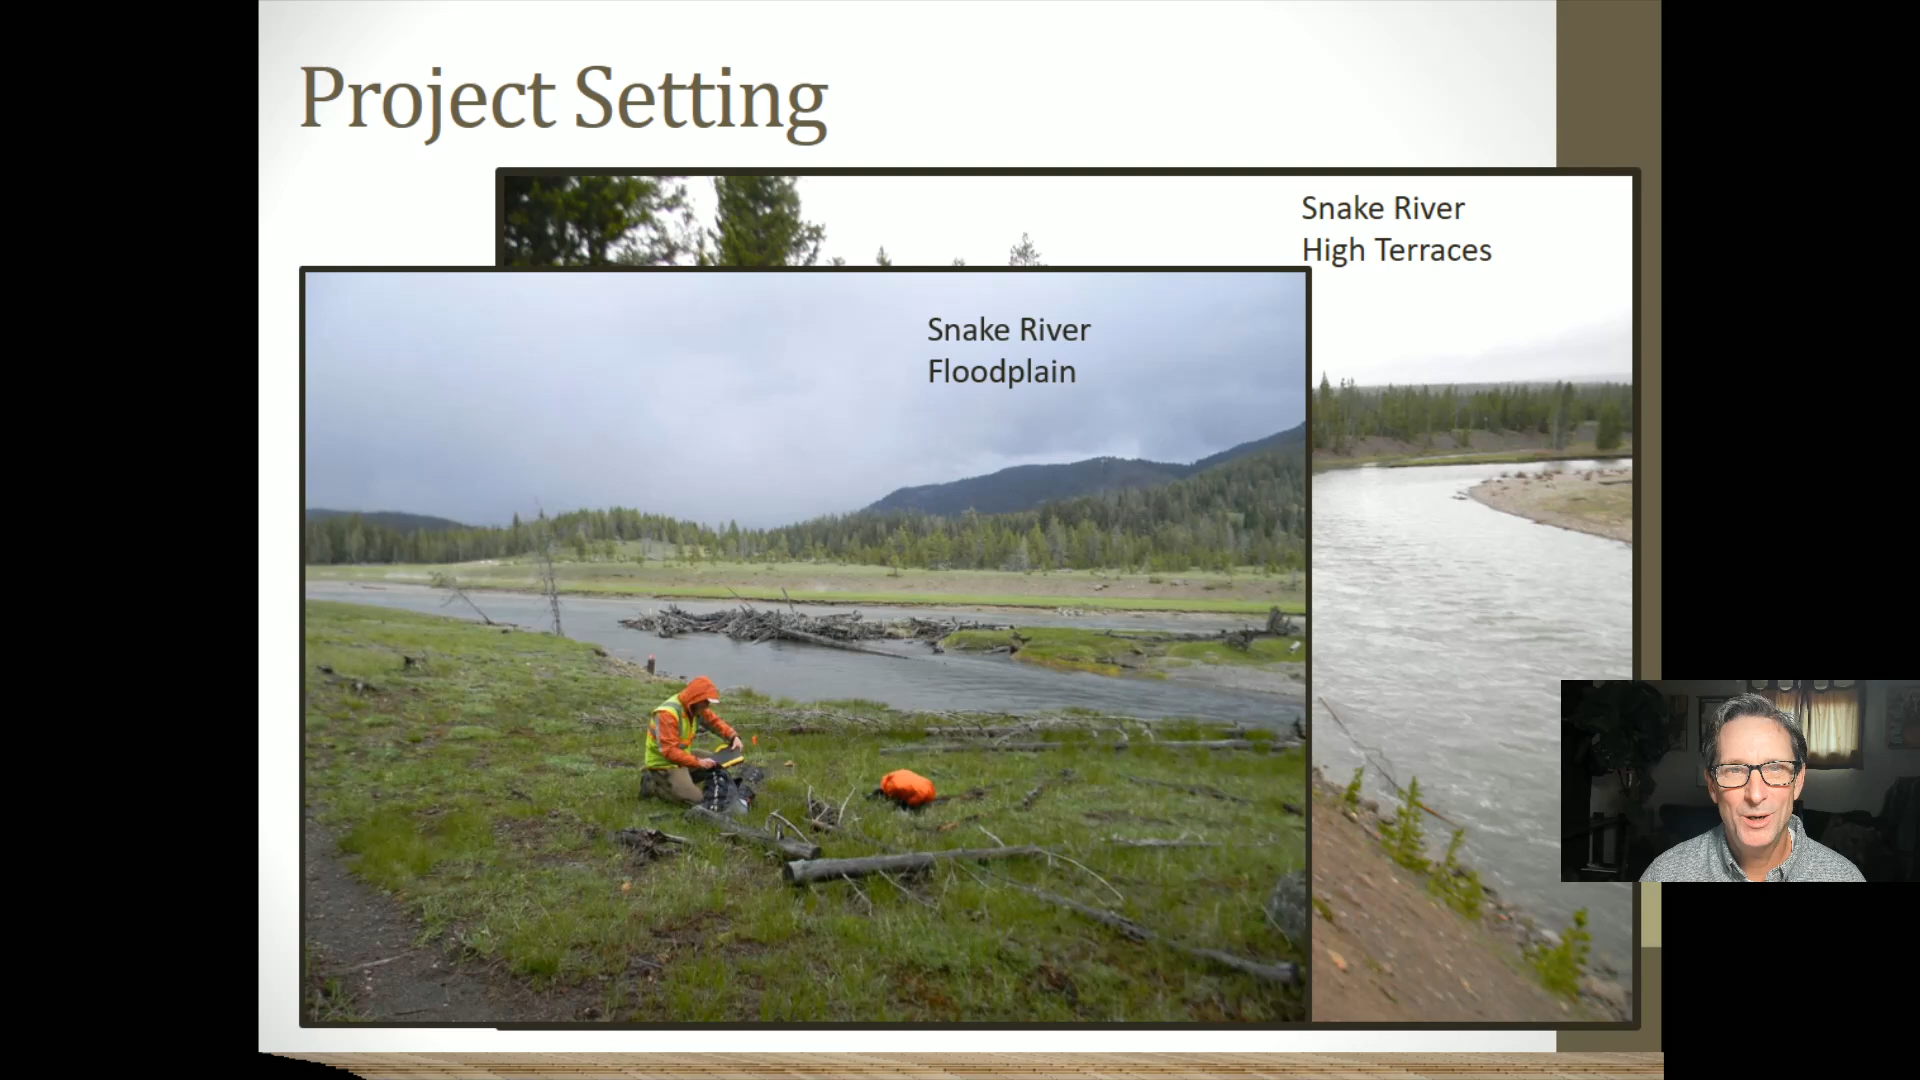 Project Setting
Snake River
High Terraces
Snake River
Floodplain